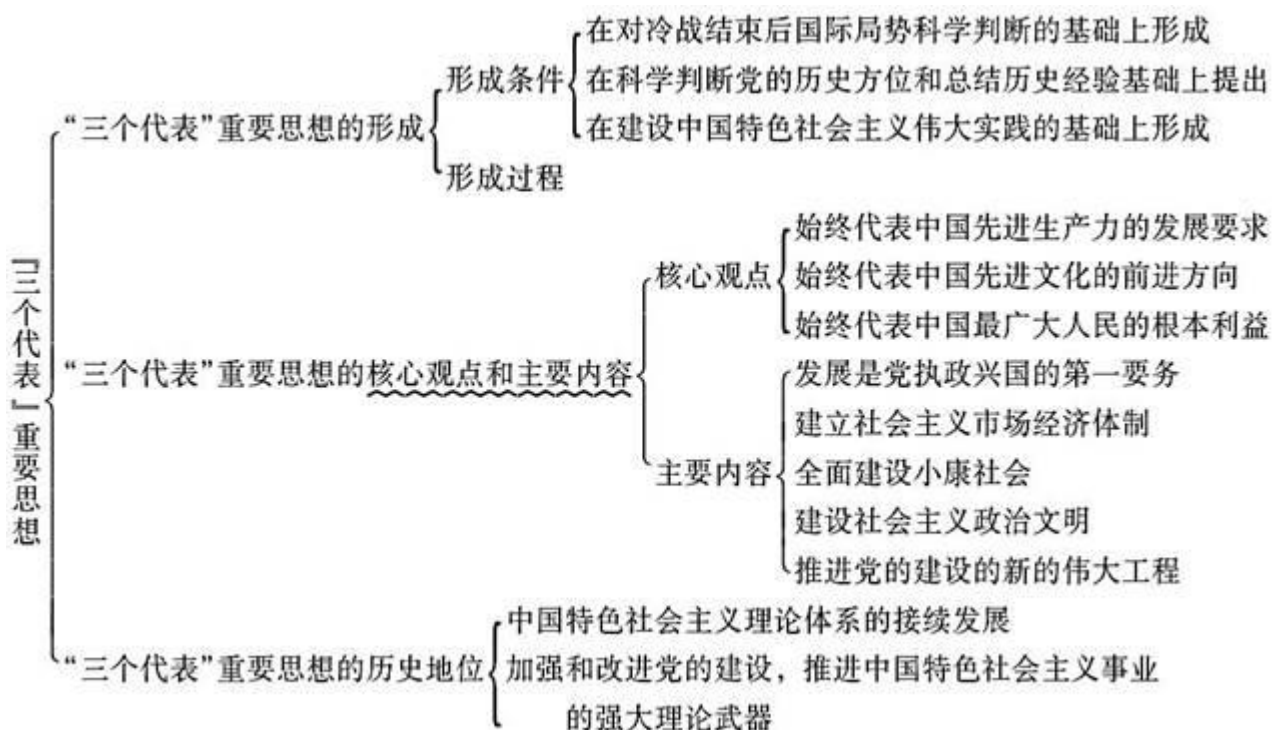 『三个代表』重要思想
“三个代表”重要思想的形成
形成条件
在对冷战结束后国际局势科学判断的基础上形成
在科学判断党的历史方位和总结历史经验基础上提出
在建设中国特色社会主义伟大实践的基础上形成
形成过程
“三个代表”重要思想的核心观点和主要内容
核心观点
始终代表中国先进生产力的发展要求
始终代表中国先进文化的前进方向
始终代表中国最广大人民的根本利益
主要内容
发展是党执政兴国的第一要务
建立社会主义市场经济体制
全面建设小康社会
建设社会主义政治文明
推进党的建设的新的伟大工程
“三个代表”重要思想的历史地位
中国特色社会主义理论体系的接续发展
加强和改进党的建设，推进中国特色社会主义事业
的强大理论武器